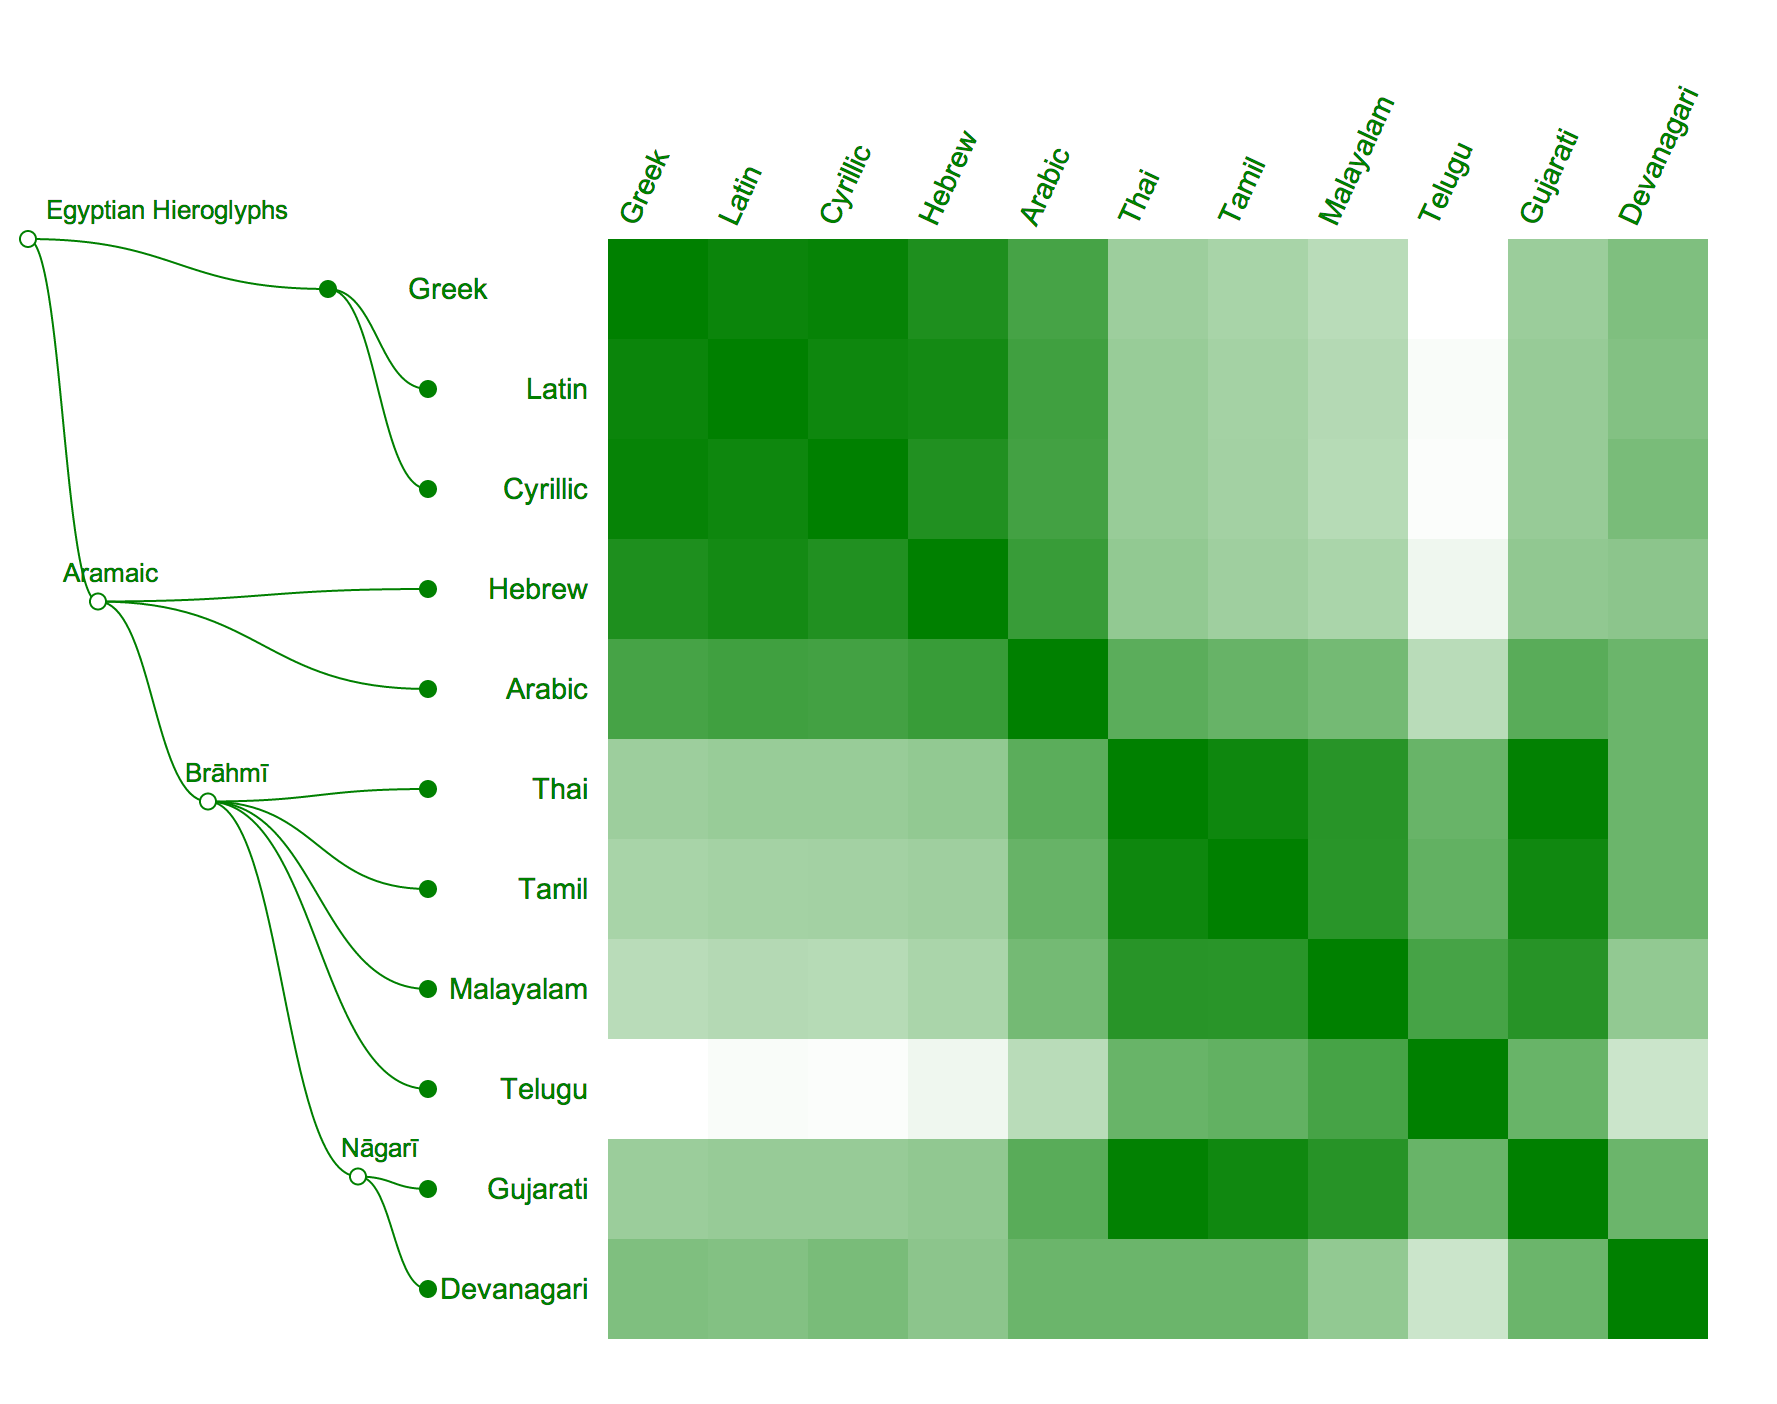 Greek
Latin
Cyrillic
Hebrew
Arabic
Thai
Tamil
Malayalam
Telugu
Gujarati
Devanagari
Egyptian Hieroglyphs
Greek
Latin
Cyrillic
Aramaic
Hebrew
Arabic
Brāhmī
Thai
Tamil
Malayalam
Telugu
Nāgarī
Gujarati
Devanagari